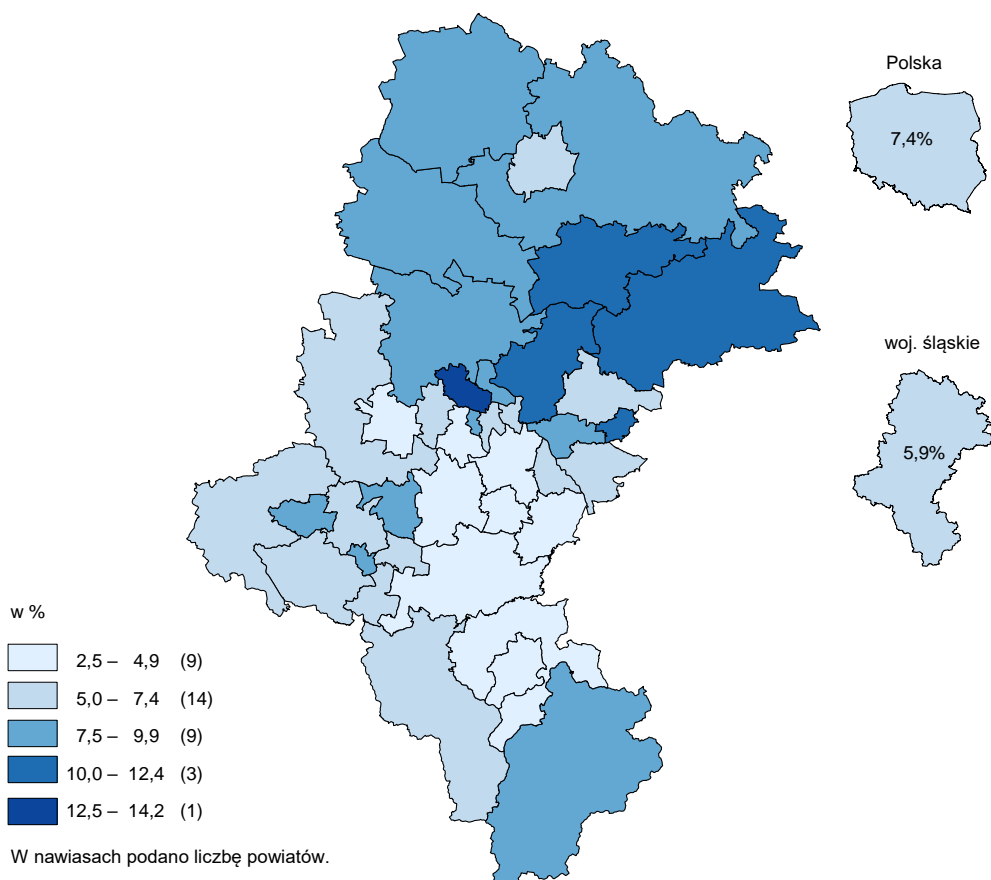 Polska
7,4%
woj. śląskie
5,9%
w %
2,5 – 4,9 (9)
5,0 – 7,4 (14)
7,5 – 9,9 (9)
10,0 – 12,4 (3)
12,5 – 14,2 (1)
W nawiasach podano liczbę powiatów.